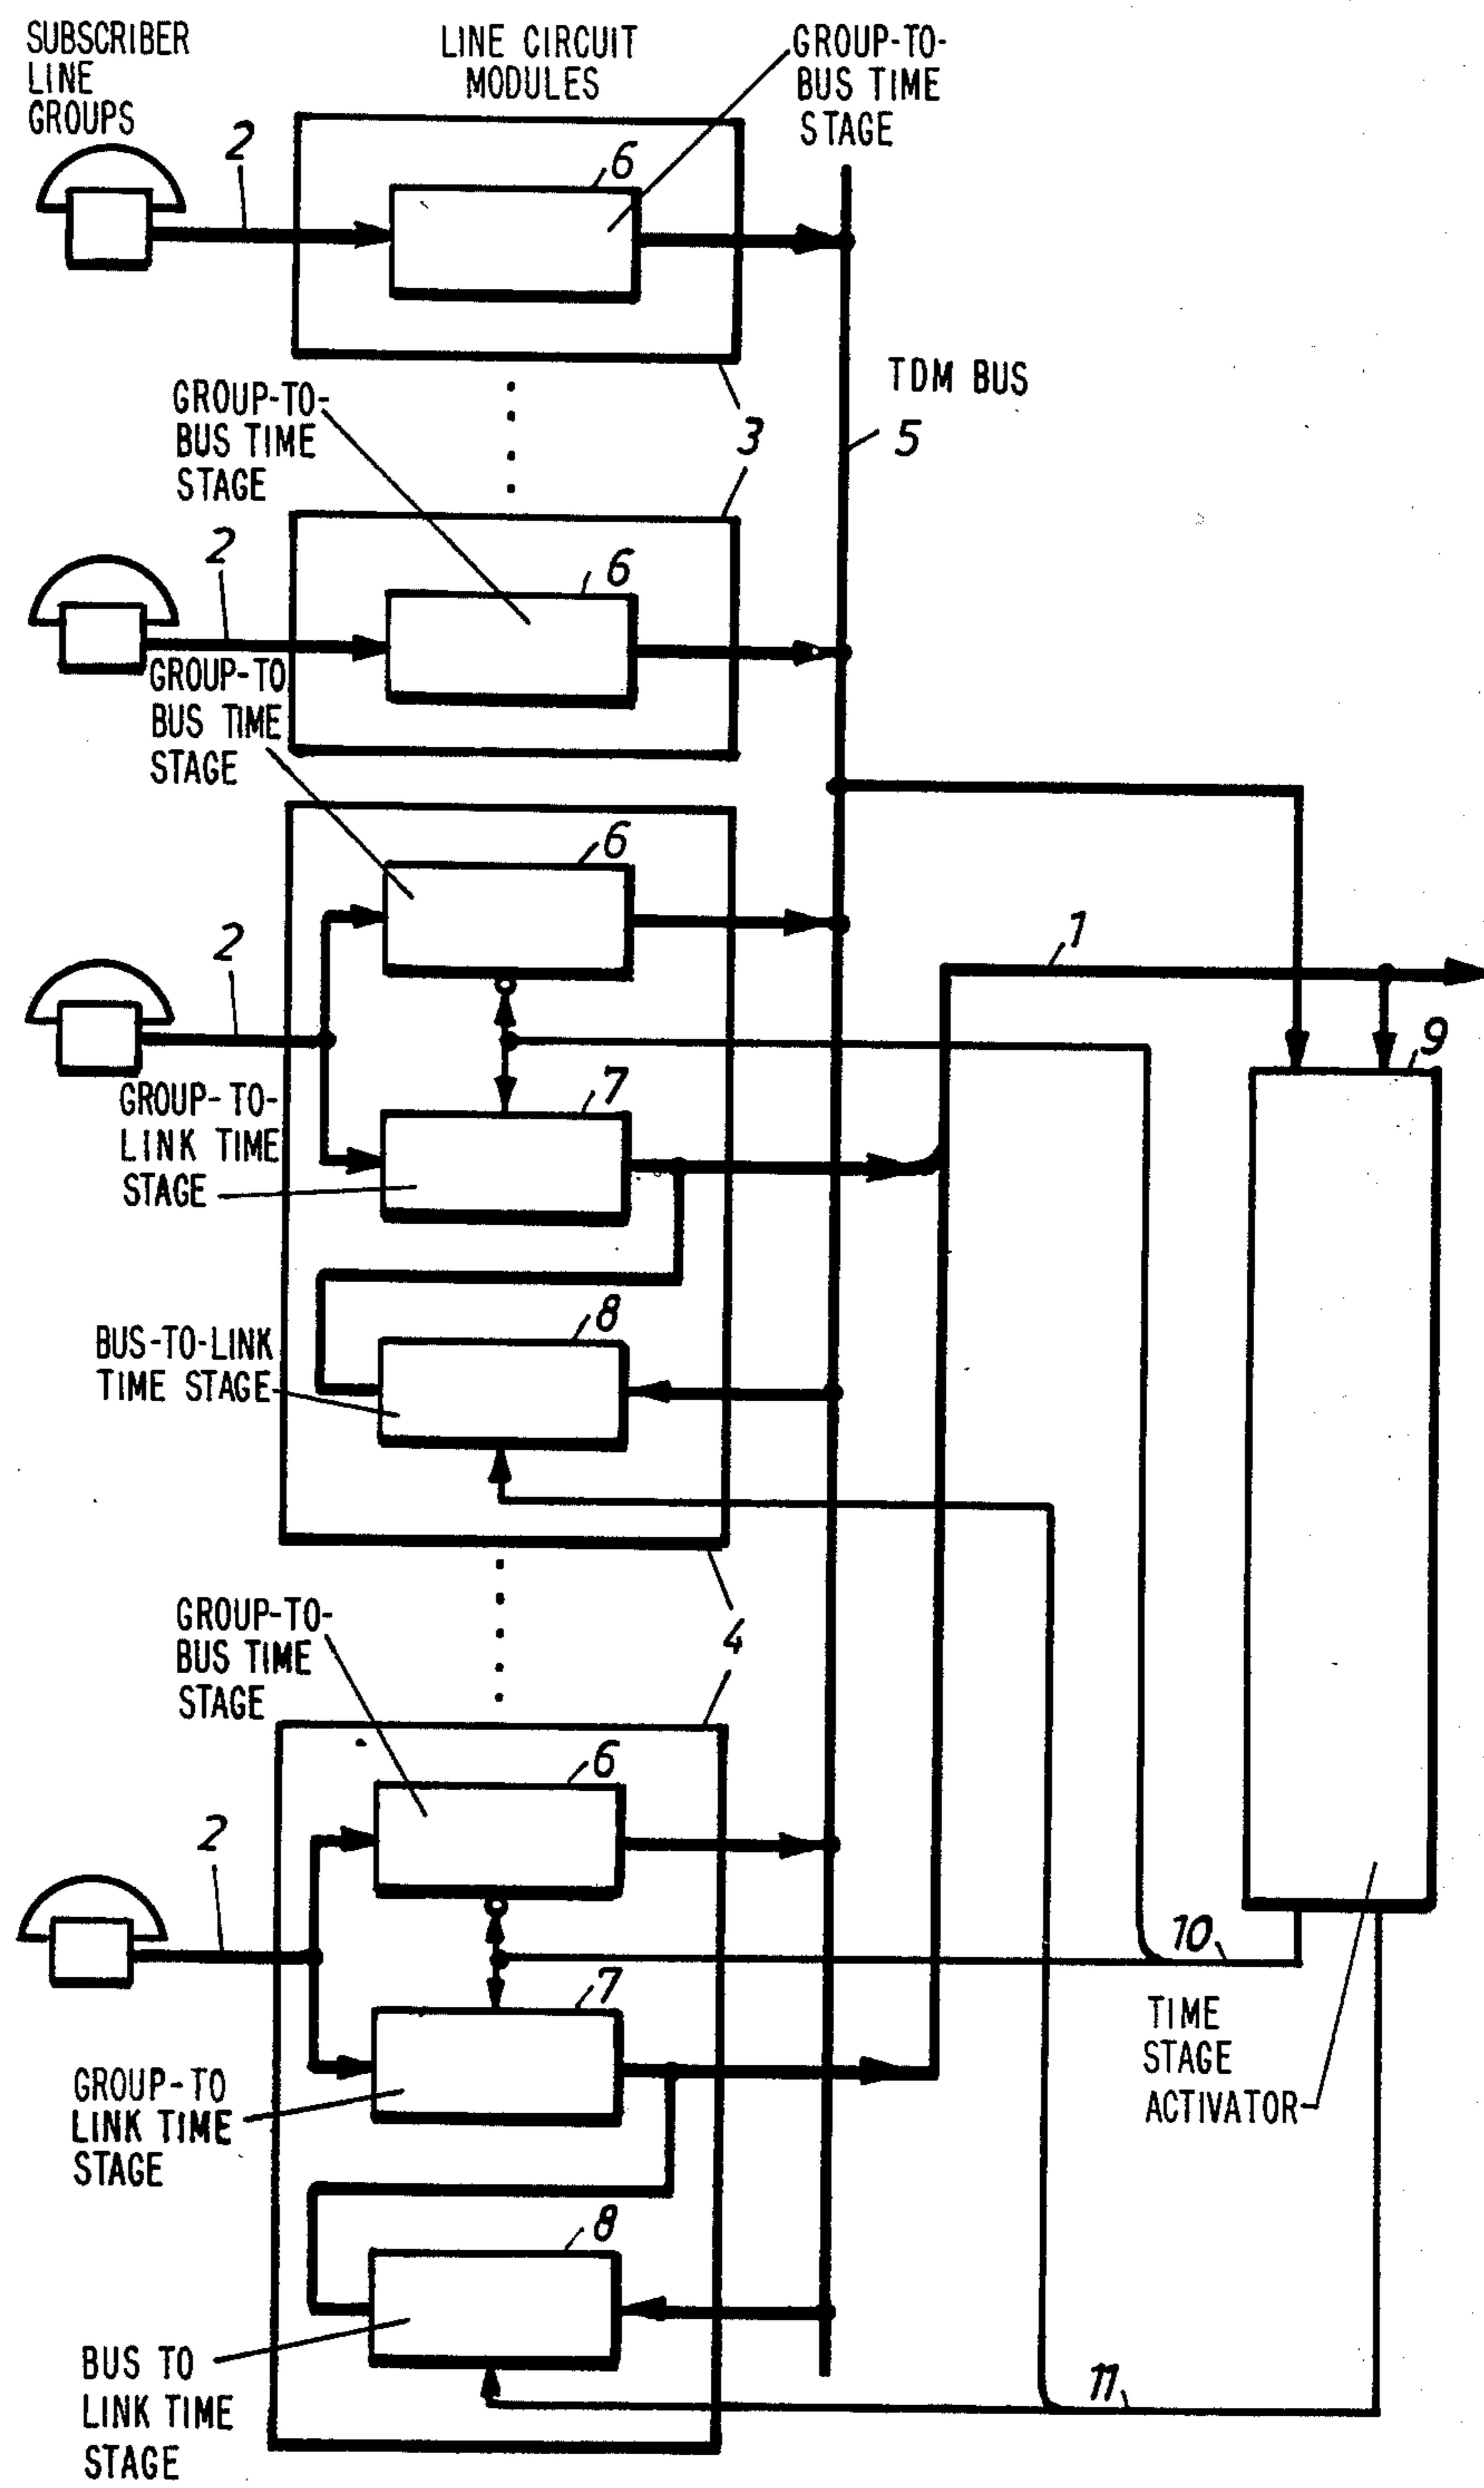 SUBSCRIBER
LINE
GROUPS
LINE CIRCUIT
MODULES
GROUP-TO-
BUS TIME
STAGE
2
6
TDM BUS
5
3
GROUP-TO-
BUS TIME
STAGE
2
6
GROUP-TO
BUS TIME
STAGE
6
2
1
9
7
GROUP-TO-
LINK TIME
STAGE
8
BUS-TO-LINK
TIME STAGE
4
GROUP-TO-
BUS TIME
STAGE
6
2
10
7
TIME
STAGE
ACTIVATOR
GROUP-TO
LINK TIME
STAGE
8
BUS TO
LINK TIME
STAGE
11